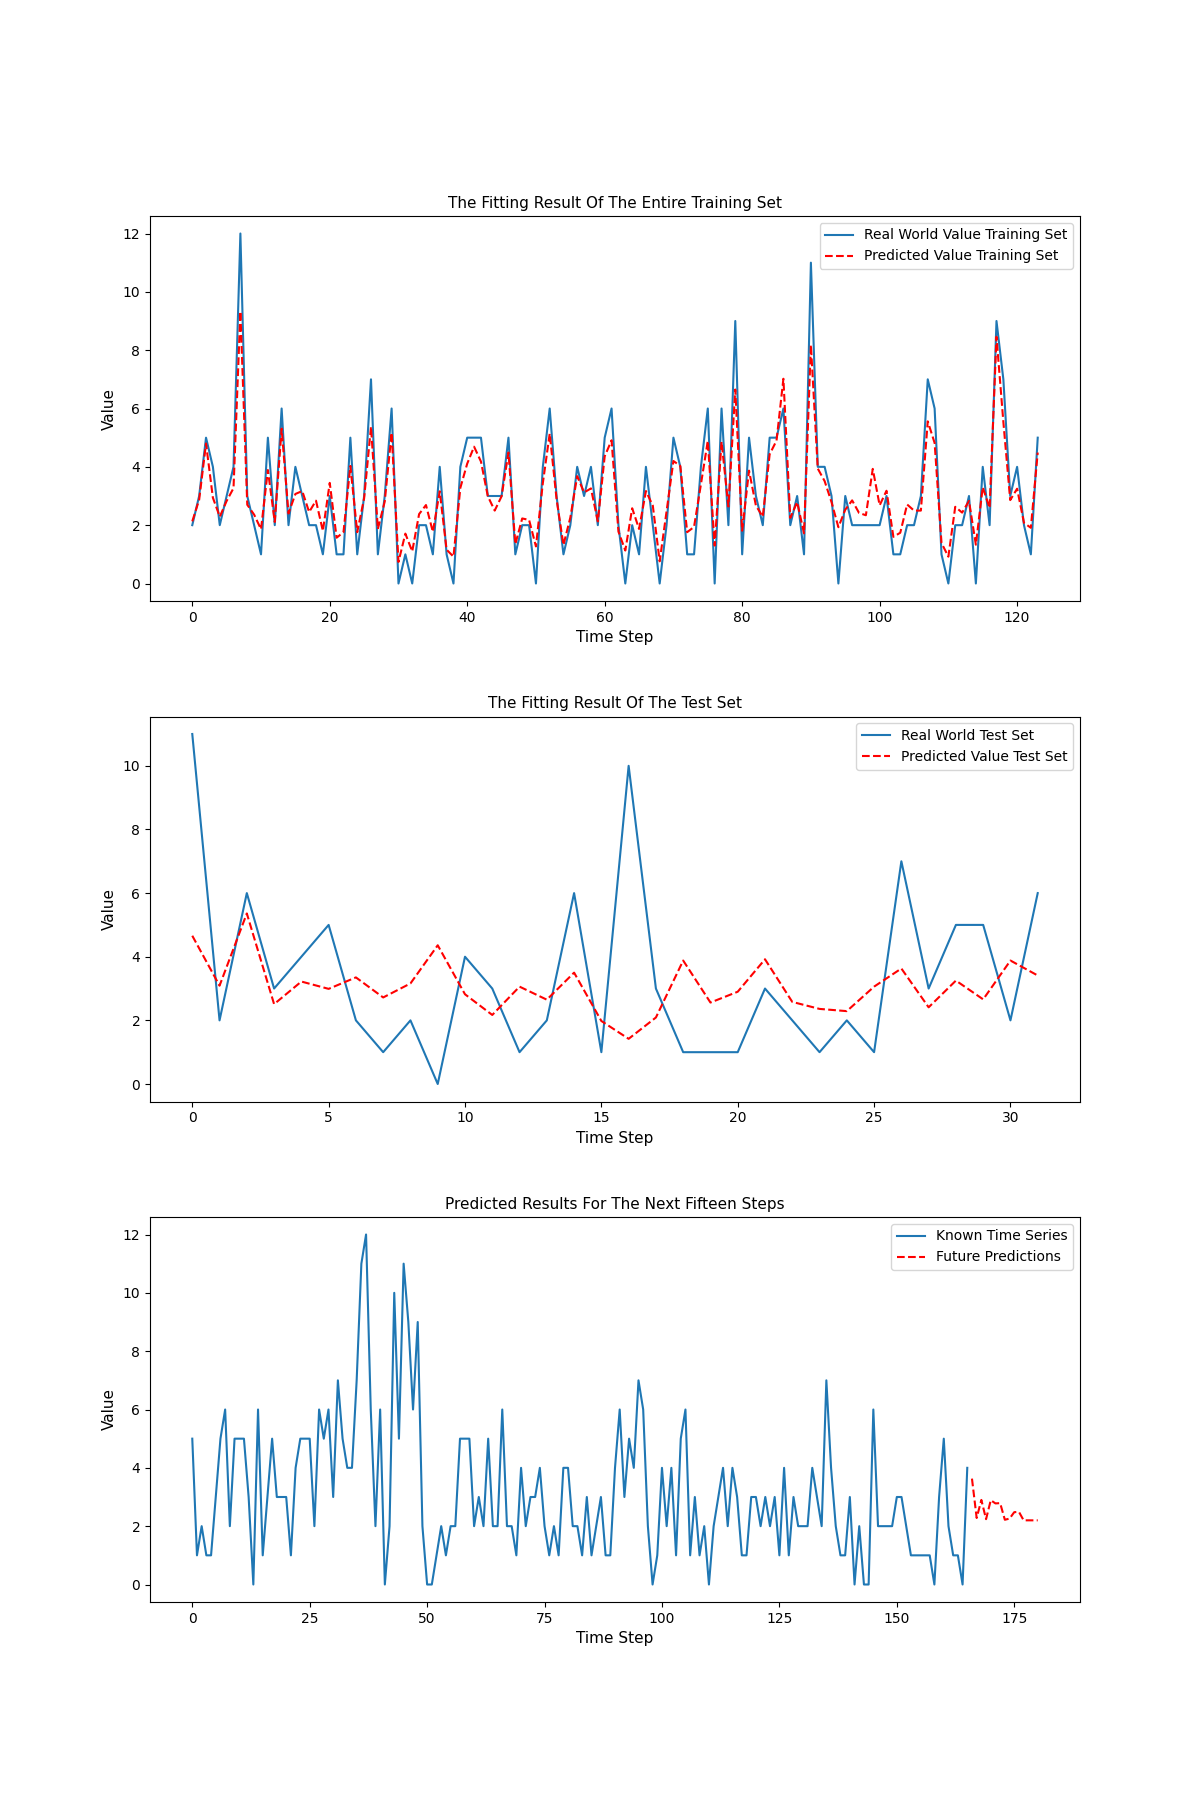 The Fitting Result Of The Entire Training Set
12
10
8
6
4
2
0
Value
Real World Value Training Set
Predicted Value Training Set
0 20 40 60 80 100 120
Time Step
The Fitting Result Of The Test Set
10
8
6
4
2
0
Value
Real World Test Set
Predicted Value Test Set
0 5 10 15 20 25 30
Time Step
Predicted Results For The Next Fifteen Steps
12
10
8
6
4
2
0
Value
Known Time Series
Future Predictions
0 25 50 75 100 125 150 175
Time Step